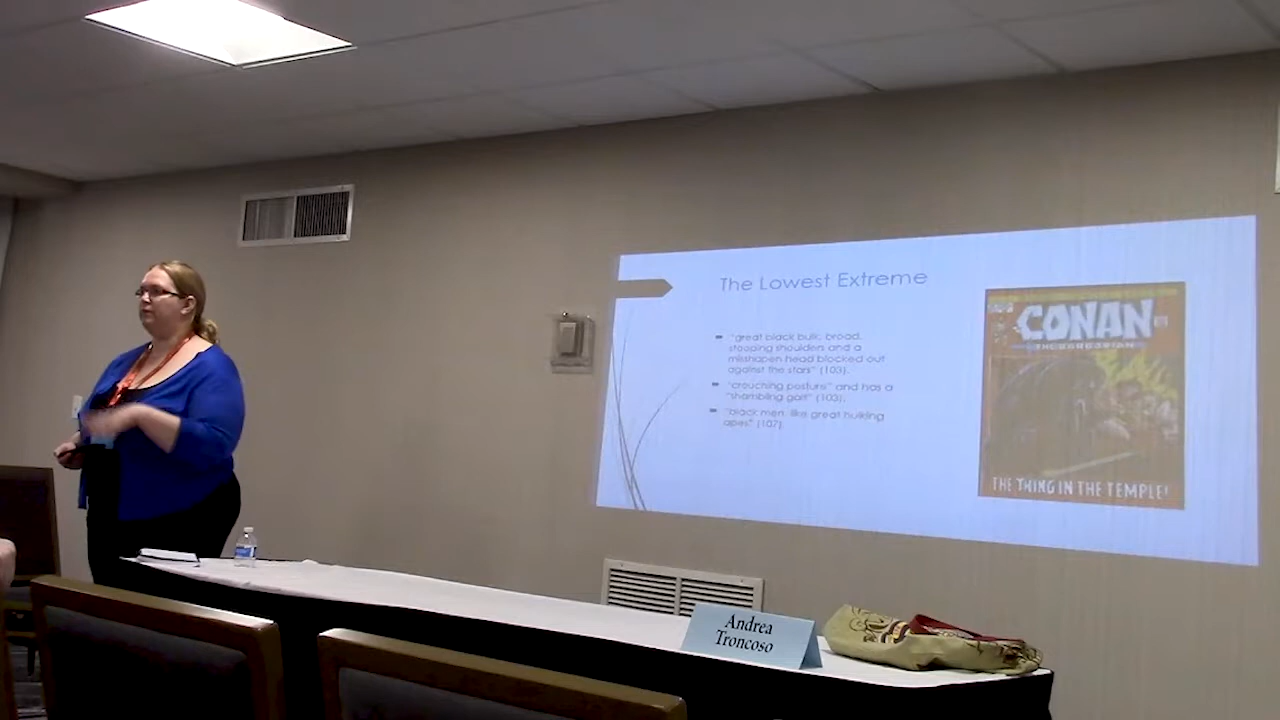 The Lowest Extreme
"great black bulk, broad,
stooping shoulders and a
misshapen head blocked out
against the stars" (103).
"crouching posture" and has a
"shambling gait" (103).
"black men, like great hulking
apes" (107)
CONAN
THE BARBARIAN
THE THING IN THE TEMPLE!
Andrea
Troncoso